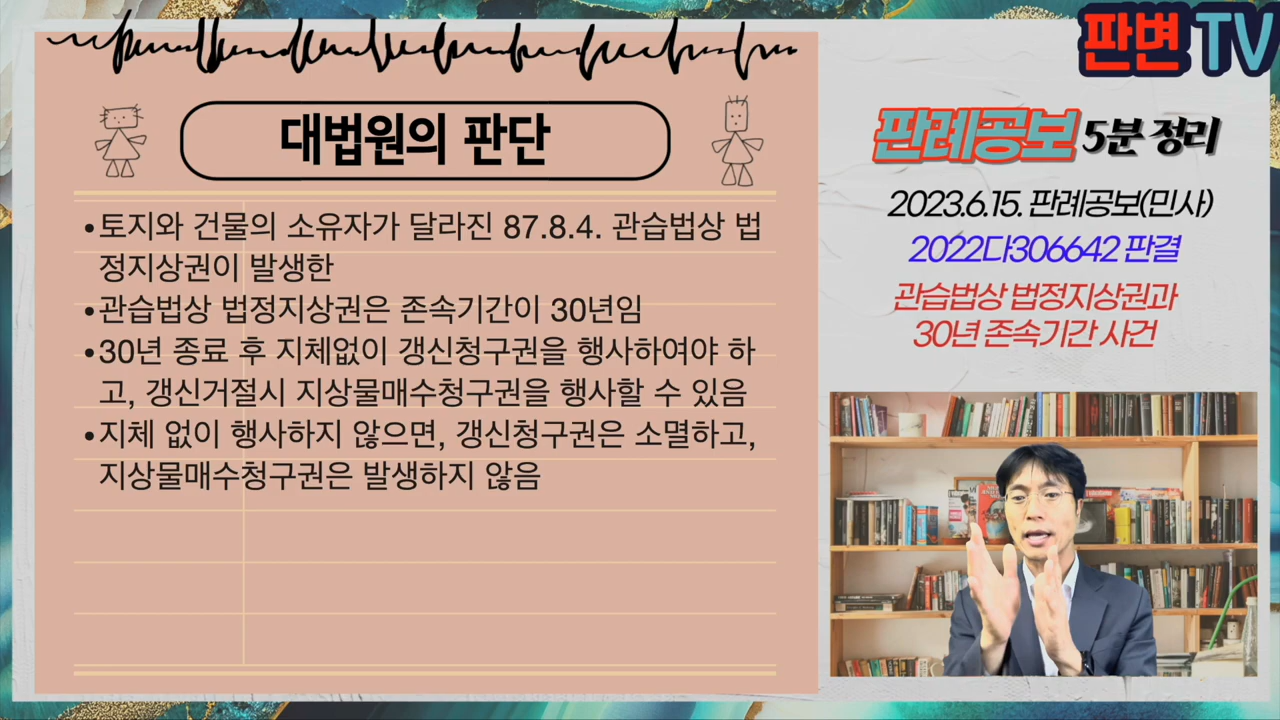 대법원의 판단
•토지와 건물의 소유자가 달라진 87.8.4. 관습법상 법
정지상권이 발생한
•관습법상 법정지상권은 존속기간이 30년임
•30년 종료 후 지체없이 갱신청구권을 행사하여야 하
고, 갱신거절시 지상물매수청구권을 행사할 수 있음
•지체 없이 행사하지 않으면, 갱신청구권은 소멸하고,
지상물매수청구권은 발생하지 않음
판변 TV
판례공보 5분 정리
2023.6.15. 판례공보(민사)
2022다306642 판결
관습법상 법정지상권과
30년 존속기간 사건